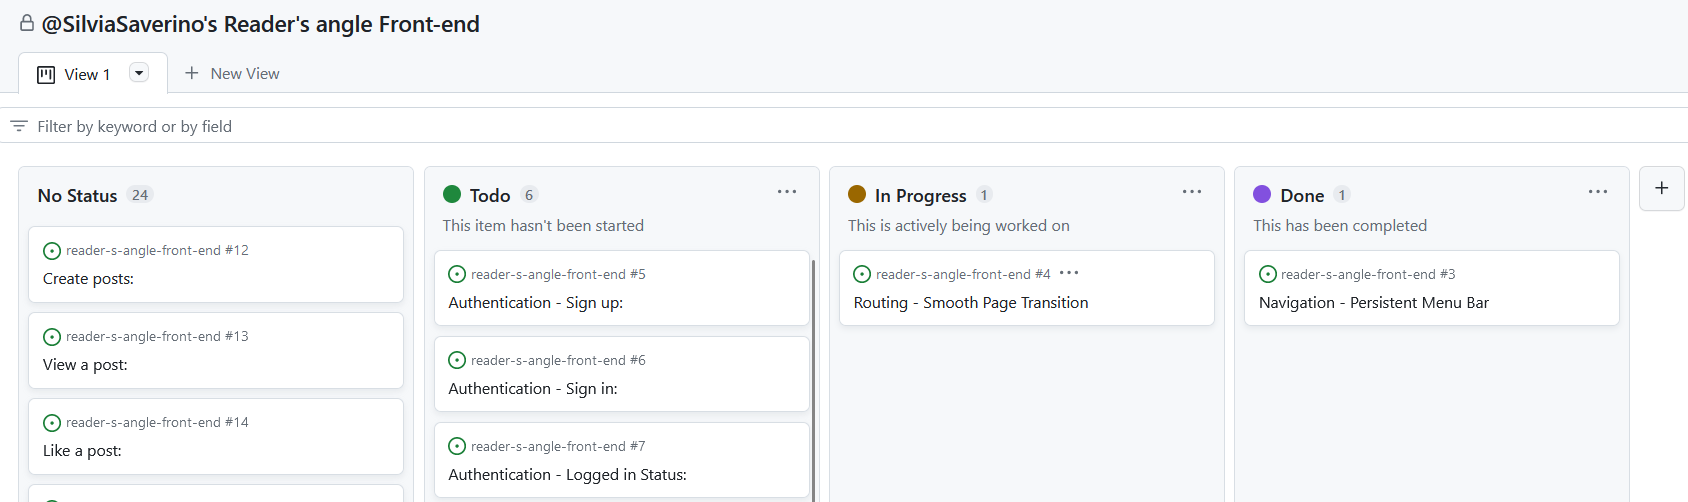 @SilviaSaverino's Reader's angle Front-end
View 1
New View
Filter by keyword or by field
No Status 24
reader-s-angle-front-end #12
Create posts:
reader-s-angle-front-end #13
View a post:
reader-s-angle-front-end #14
Like a post:
Todo 6
This item hasn't been started
reader-s-angle-front-end #5
Authentication - Sign up:
reader-s-angle-front-end #6
Authentication - Sign in:
reader-s-angle-front-end #7
Authentication - Logged in Status:
In Progress 1
This is actively being worked on
reader-s-angle-front-end #4
Routing - Smooth Page Transition
Done 1
This has been completed
reader-s-angle-front-end #3
Navigation - Persistent Menu Bar